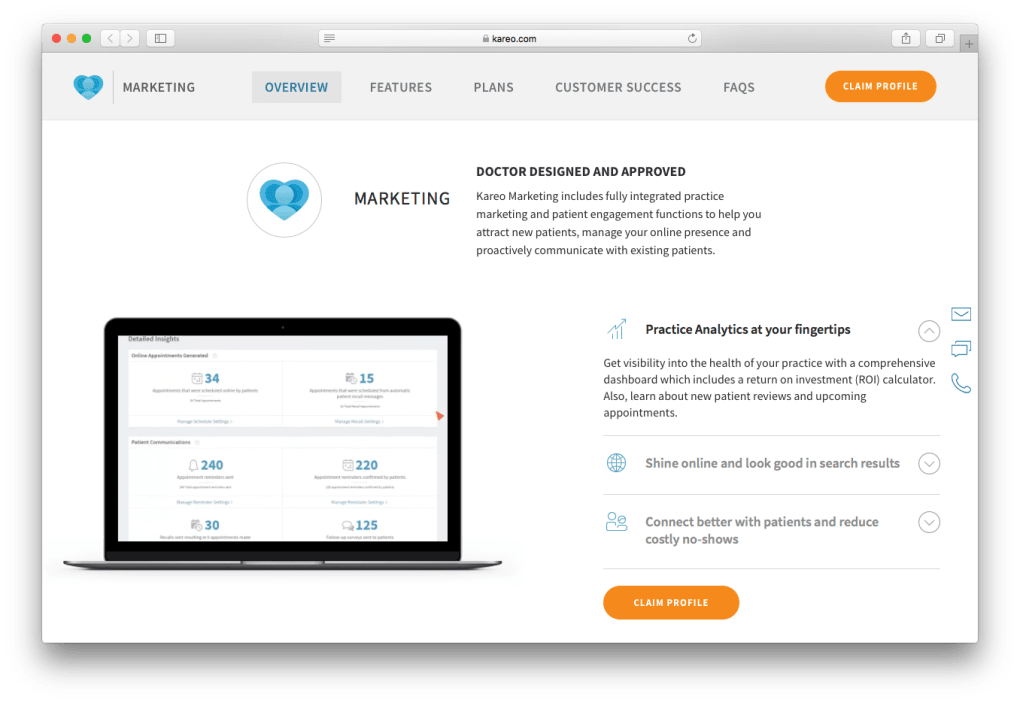 kareo.com
MARKETING
OVERVIEW
FEATURES
PLANS
CUSTOMER SUCCESS
FAQS
CLAIM PROFILE
MARKETING
DOCTOR DESIGNED AND APPROVED
Kareo Marketing includes fully integrated practice
marketing and patient engagement functions to help you
attract new patients, manage your online presence and
proactively communicate with existing patients.
Detailed Insights
Online Appointments Generated
34
Appointments that were scheduled online by patients
15
Appointments that were scheduled from automatic
patient recall messages.
Manage Schedule Settings >
Manage Recall Settings >
Patient Communications
240
Appointment reminders sent
220
Appointment reminders confirmed by patients
Manage Reminder Settings >
Manage Reminder Settings >
30
125
Follow-up surveys sent to patients
Practice Analytics at your fingertips
Get visibility into the health of your practice with a comprehensive
dashboard which includes a return on investment (ROI) calculator.
Also, learn about new patient reviews and upcoming
appointments.
Shine online and look good in search results
Connect better with patients and reduce
costly no-shows
CLAIM PROFILE